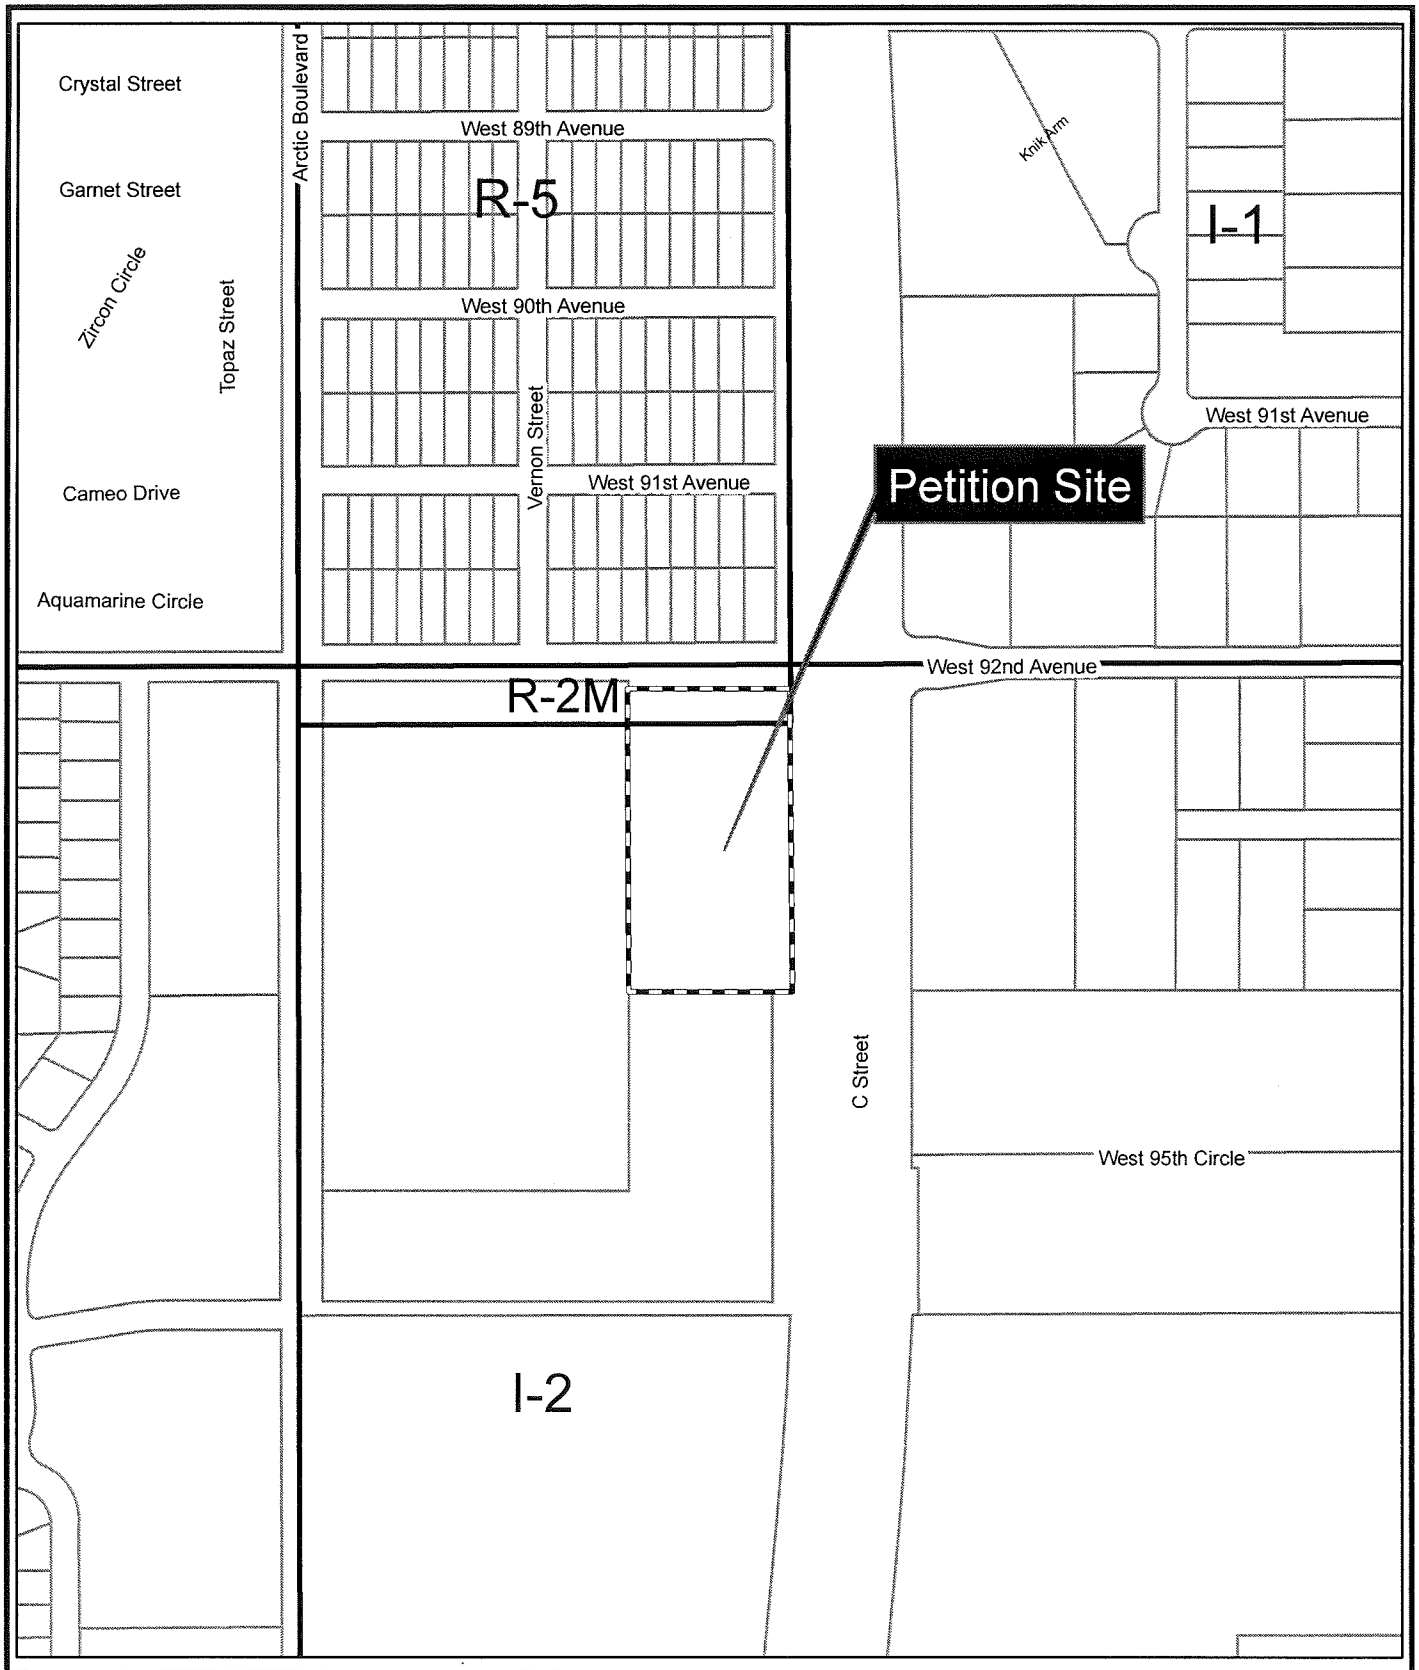 Crystal Street
Arctic Boulevard
West 89th Avenue
Knik Arm
Garnet Street
R-5
I-1
Zircon Circle
Topaz Street
West 90th Avenue
Vernon Street
West 91st Avenue
West 91st Avenue
Petition Site
Cameo Drive
Aquamarine Circle
West 92nd Avenue
R-2M
C Street
West 95th Circle
I-2